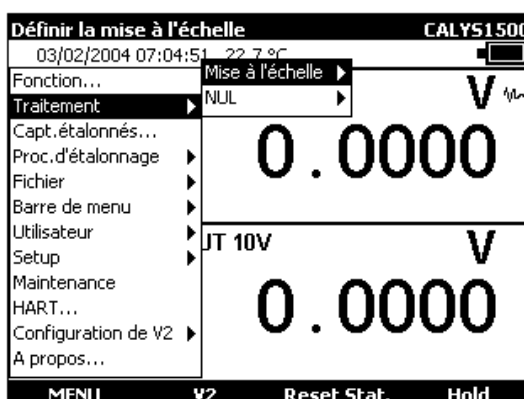 Définir la mise à l'échelle CALYS1500
03/02/2004 07:04:51 22.7 °C
Fonction...
Mise à l'échelle
Traitement
NUL
V
Capt.étalonnés...
Proc.d'étalonnage
0.0000
Fichier
Barre de menu
Utilisateur
UT 10V
V
Setup
Maintenance
HART...
0.0000
Configuration de V2
A propos...
MENU V2 Reset Stat. Hold